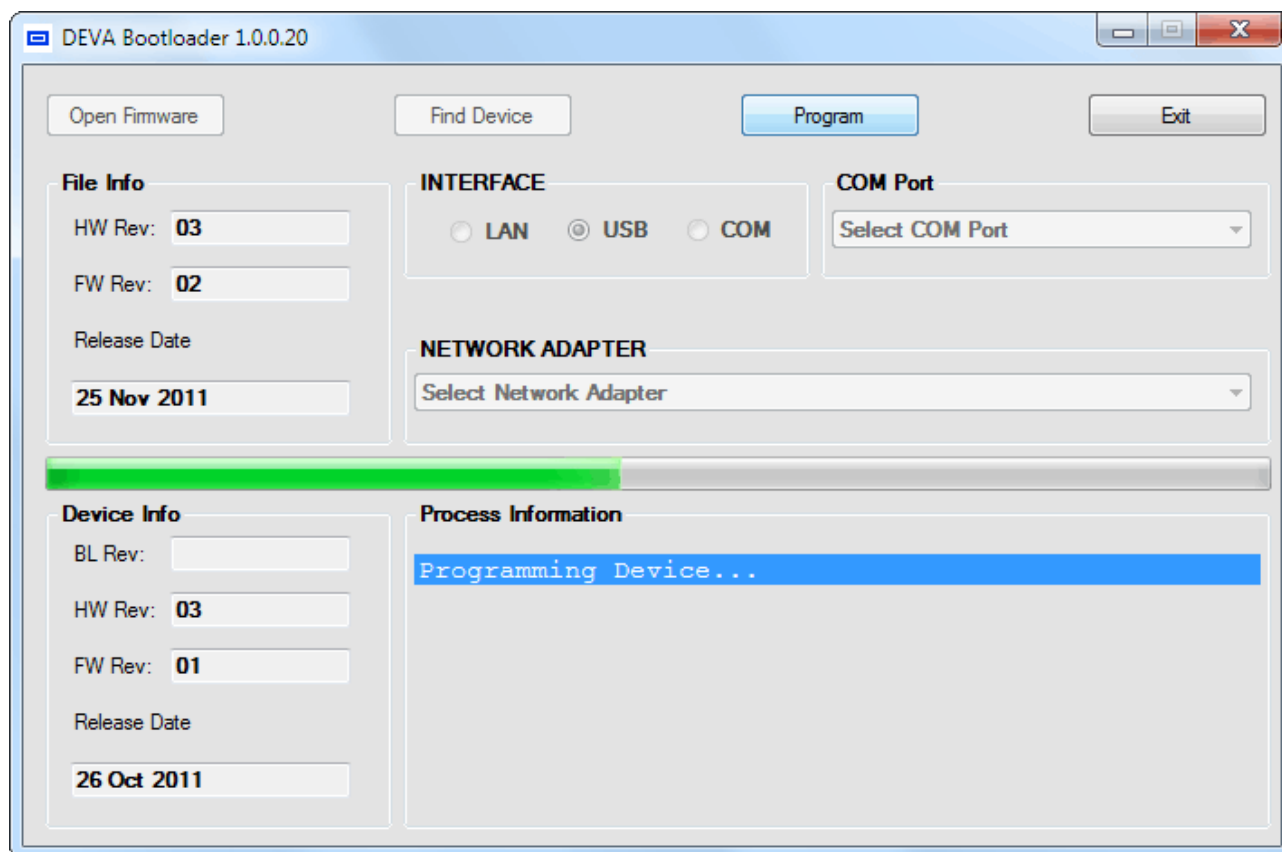 DEVA Bootloader 1.0.0.20
Open Firmware
Find Device
Program
Exit
File Info
HW Rev: 03
FW Rev: 02
Release Date
25 Nov 2011
INTERFACE
LAN
USB
COM
COM Port
Select COM Port
NETWORK ADAPTER
Select Network Adapter
Device Info
BL Rev:
HW Rev: 03
FW Rev: 01
Release Date
26 Oct 2011
Process Information
Programming Device...